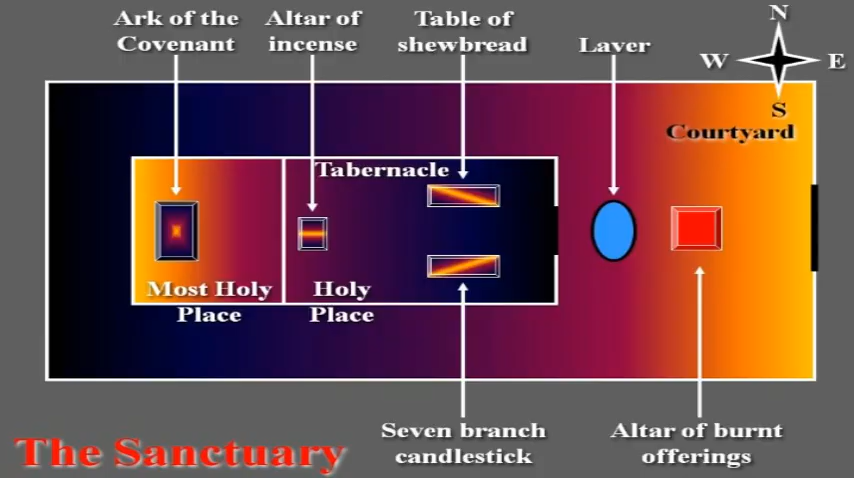 Ark of the
Covenant
Altar of
incense
Table of
shewbread
Laver
N
W
E
S
Courtyard
Tabernacle
Most Holy
Place
Holy
Place
The Sanctuary
Seven branch
candlestick
Altar of burnt
offerings